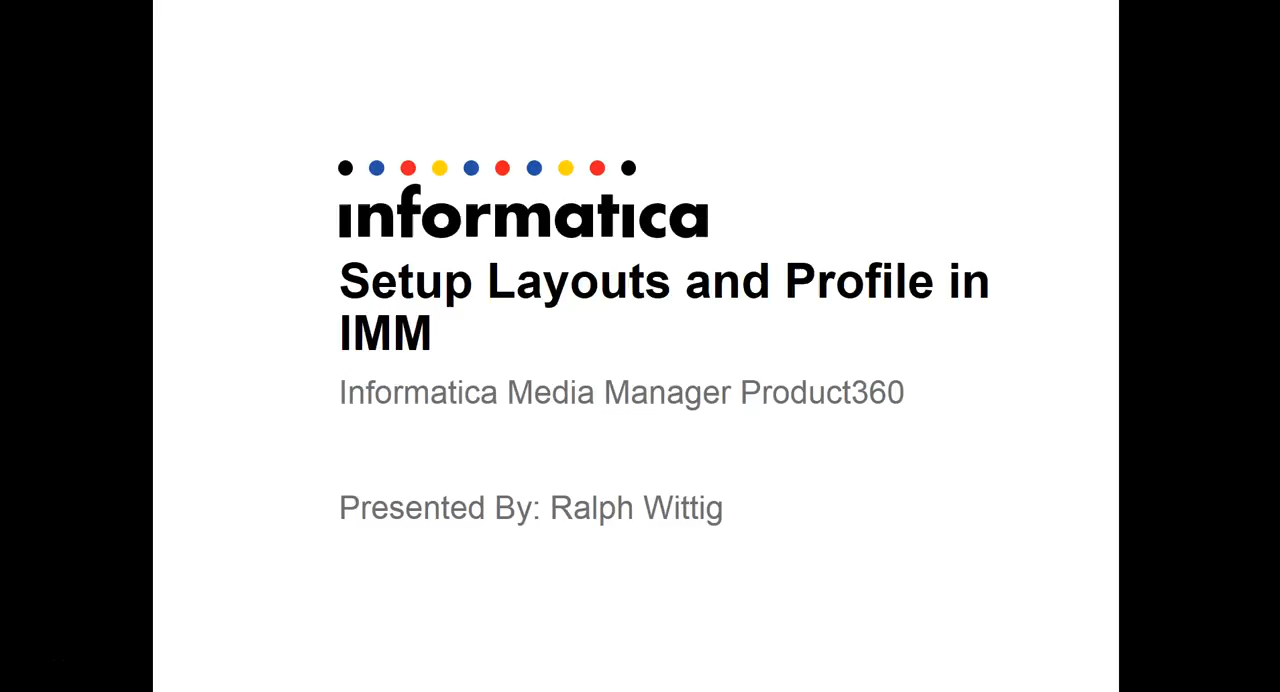 informatica
Setup Layouts and Profile in
IMM
Informatica Media Manager Product360
Presented By: Ralph Wittig